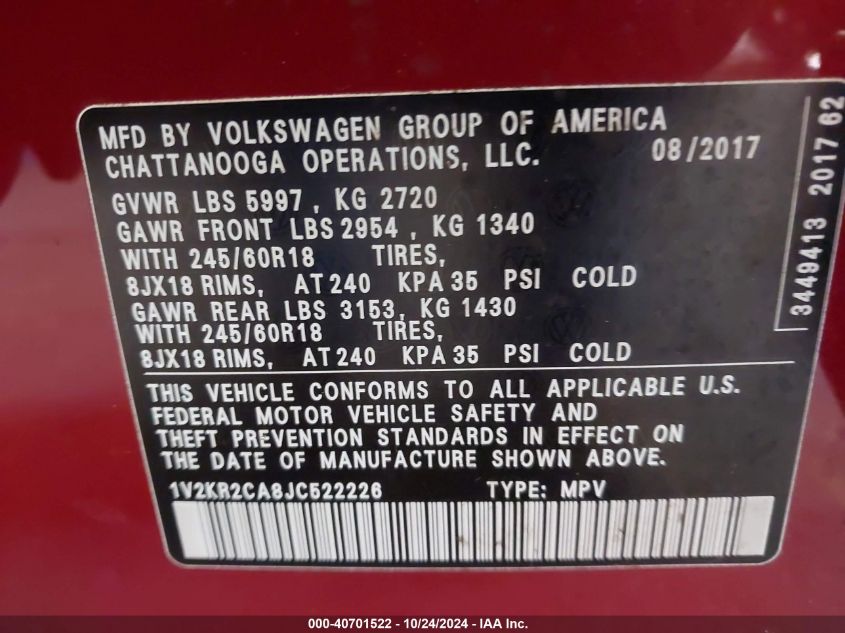 MFD BY VOLKSWAGEN GROUP OF AMERICA
CHATTANOOGA OPERATIONS, LLC. 08/2017
GVWR LBS 5997 , KG 2720
GAWR FRONT LBS 2954 , KG 1340
WITH 245/60R18 TIRES,
8JX18 RIMS, AT 240 KPA 35 PSI COLD
GAWR REAR LBS 3153, KG 1430
WITH 245/60R18 TIRES,
8JX18 RIMS, AT 240 KPA 35 PSI COLD
THIS VEHICLE CONFORMS TO ALL APPLICABLE U.S.
FEDERAL MOTOR VEHICLE SAFETY AND
THEFT PREVENTION STANDARDS IN EFFECT ON
THE DATE OF MANUFACTURE SHOWN ABOVE.
1V2KR2CA8JC522226 TYPE: MPV
3449413 2017 62
000-40701522 - 10/24/2024 - IAA Inc.